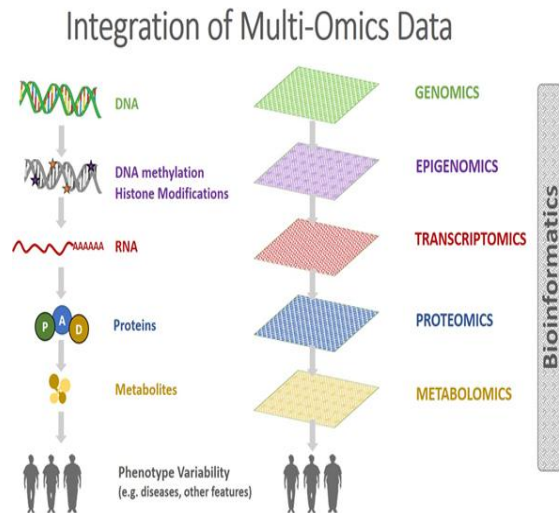 Integration of Multi-Omics Data
DNA
GENOMICS
DNA methylation
Histone Modifications
EPIGENOMICS
AAAAAA
RNA
TRANSCRIPTOMICS
P A D
Proteins
PROTEOMICS
Metabolites
METABOLOMICS
Phenotype Variability
(e.g. diseases, other features)
Bioinformatics